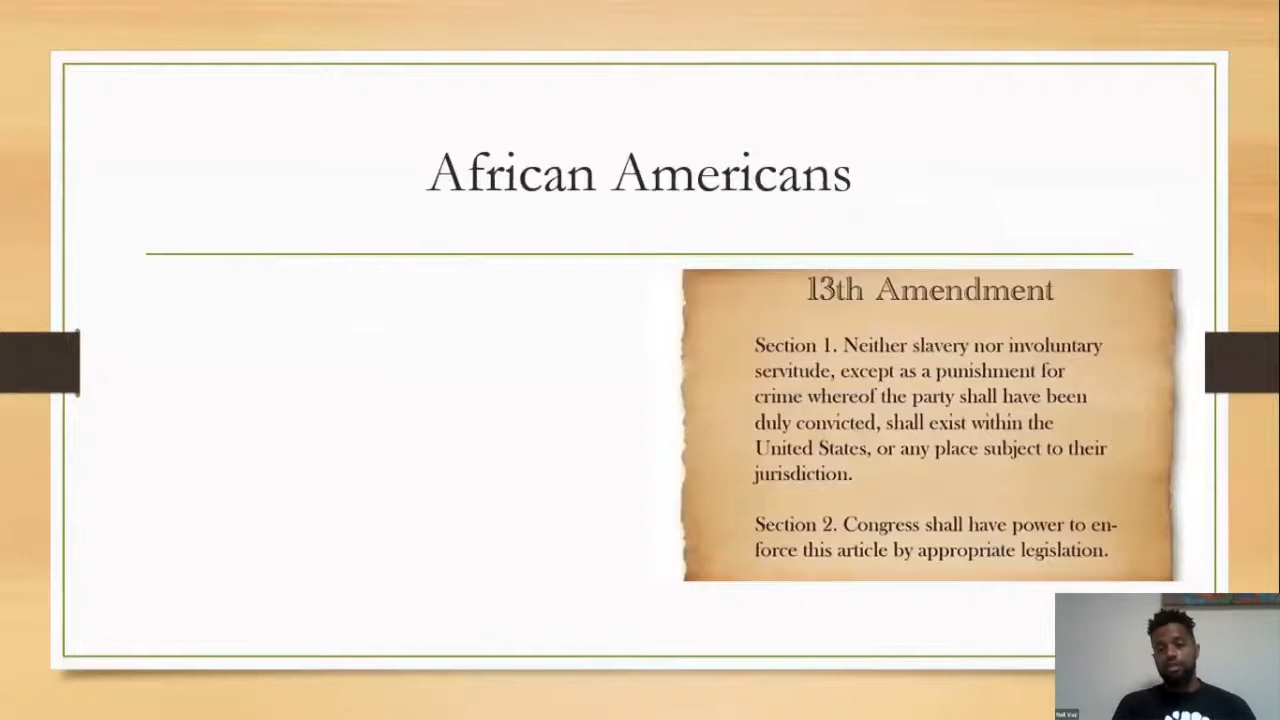 African Americans
13th Amendment
Section 1. Neither slavery nor involuntary
servitude, except as a punishment for
crime whereof the party shall have been
duly convicted, shall exist within the
United States, or any place subject to their
jurisdiction.
Section 2. Congress shall have power to en-
force this article by appropriate legislation.